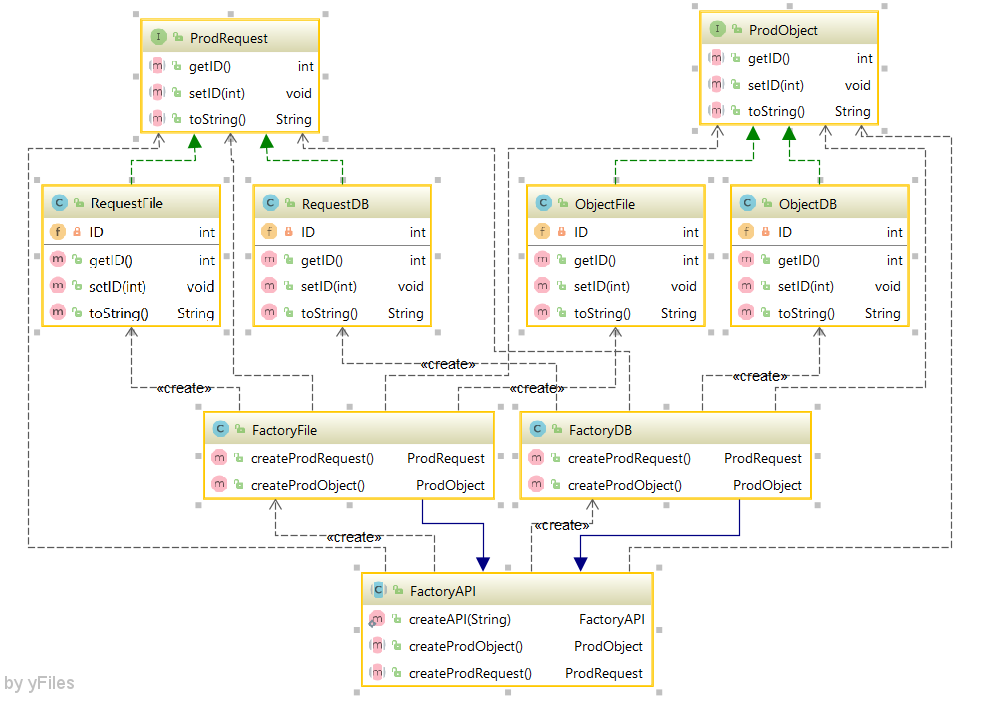 ProdRequest
getID() int
setID(int) void
toString() String
ProdObject
getID() int
setID(int) void
toString() String
RequestFile
ID int
getID() int
setID(int) void
toString() String
RequestDB
ID int
getID() int
setID(int) void
toString() String
ObjectFile
ID int
getID() int
setID(int) void
toString() String
ObjectDB
ID int
getID() int
setID(int) void
toString() String
«create»
«create»
«create»
«create»
FactoryFile
createProdRequest() ProdRequest
createProdObject() ProdObject
FactoryDB
createProdRequest() ProdRequest
createProdObject() ProdObject
«create»
«create»
FactoryAPI
createAPI(String) FactoryAPI
createProdObject() ProdObject
createProdRequest() ProdRequest
by yFiles